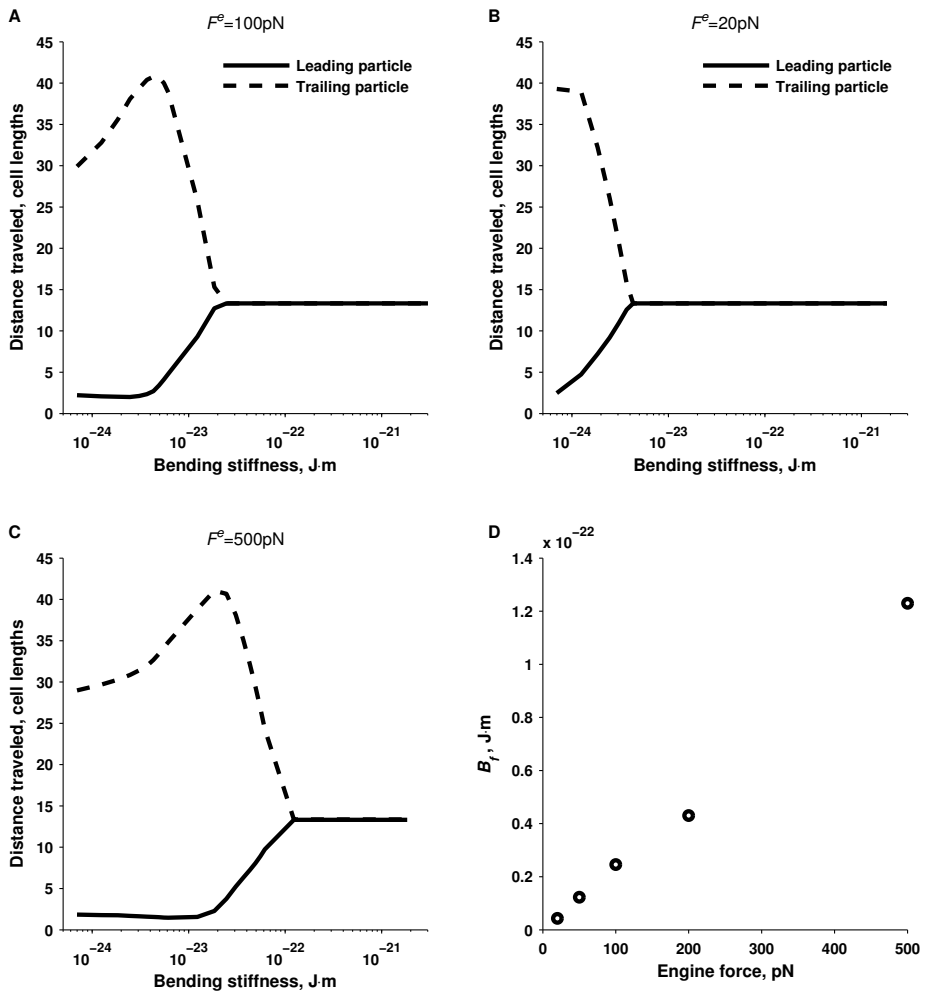 A
Fᵉ=100pN
45
40
35
30
25
20
15
10
5
0
Distance traveled, cell lengths
Leading particle
Trailing particle
10⁻²⁴ 10⁻²³ 10⁻²² 10⁻²¹
Bending stiffness, J·m
B
Fᵉ=20pN
45
40
35
30
25
20
15
10
5
0
Distance traveled, cell lengths
Leading particle
Trailing particle
10⁻²⁴ 10⁻²³ 10⁻²² 10⁻²¹
Bending stiffness, J·m
C
Fᵉ=500pN
45
40
35
30
25
20
15
10
5
0
Distance traveled, cell lengths
10⁻²⁴ 10⁻²³ 10⁻²² 10⁻²¹
Bending stiffness, J·m
D
x 10⁻²²
1.4
1.2
1
0.8
0.6
0.4
0.2
0
B_f, J·m
0 100 200 300 400 500
Engine force, pN